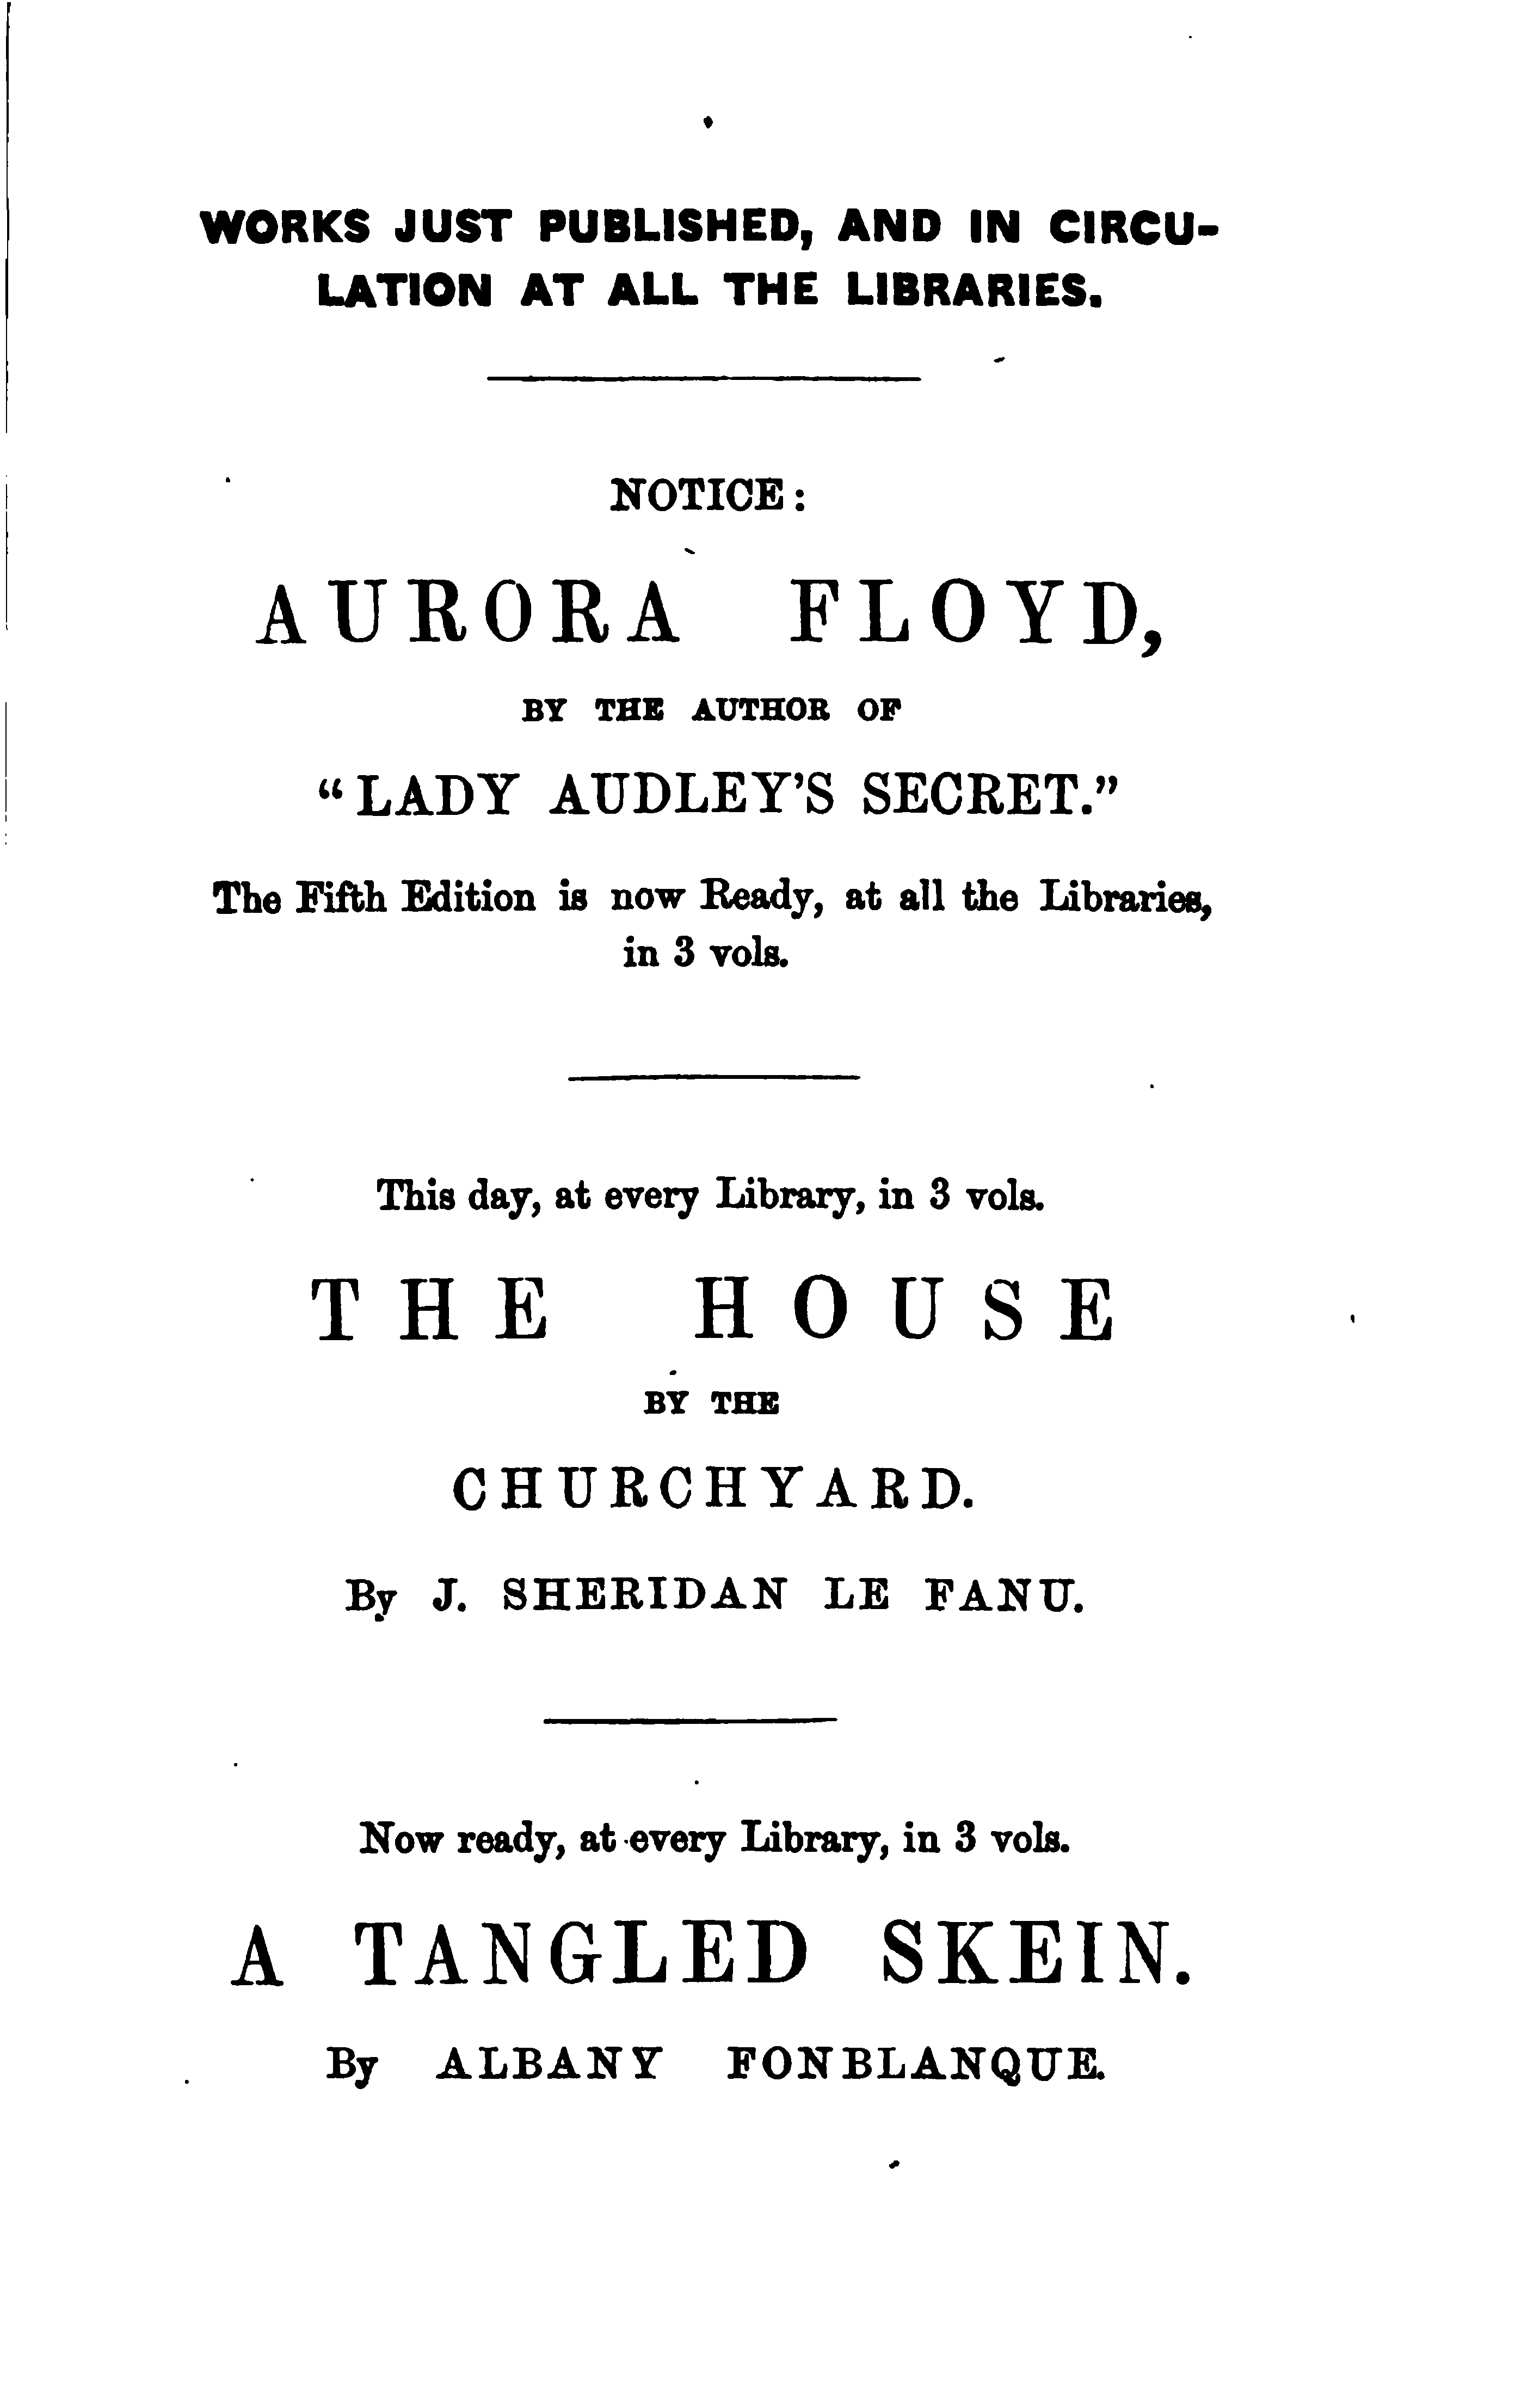 WORKS JUST PUBLISHED, AND IN CIRCU-
LATION AT ALL THE LIBRARIES.
NOTICE:
AURORA FLOYD,
BY THE AUTHOR OF
“LADY AUDLEY’S SECRET.”
The Fifth Edition is now Ready, at all the Libraries,
in 3 vols.
This day, at every Library, in 3 vols.
THE HOUSE
BY THE
CHURCHYARD.
By J. SHERIDAN LE FANU.
Now ready, at every Library, in 3 vols.
A TANGLED SKEIN.
By ALBANY FONBLANQUE.